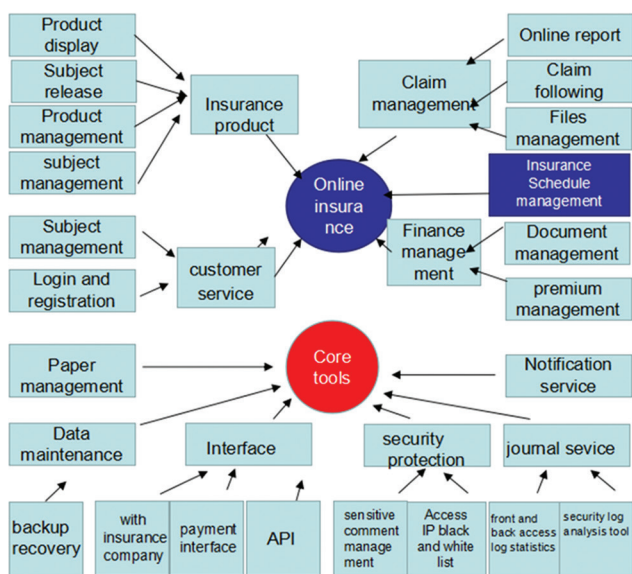 Product
display
Subject
release
Product
management
subject
management
Insurance
product
Claim
management
Online report
Claim
following
Files
management
Insurance
Schedule
management
Online
insura
nce
Subject
management
Login and
registration
customer
service
Finance
manage
ment
Document
management
premium
management
Paper
management
Core
tools
Notification
service
Data
maintenance
Interface
security
protection
journal sevice
backup
recovery
with
insurance
company
payment
interface
API
sensitive
comment
manage
ment
Access
IP black
and white
list
front and
back access
log statistics
security log
analysis tool